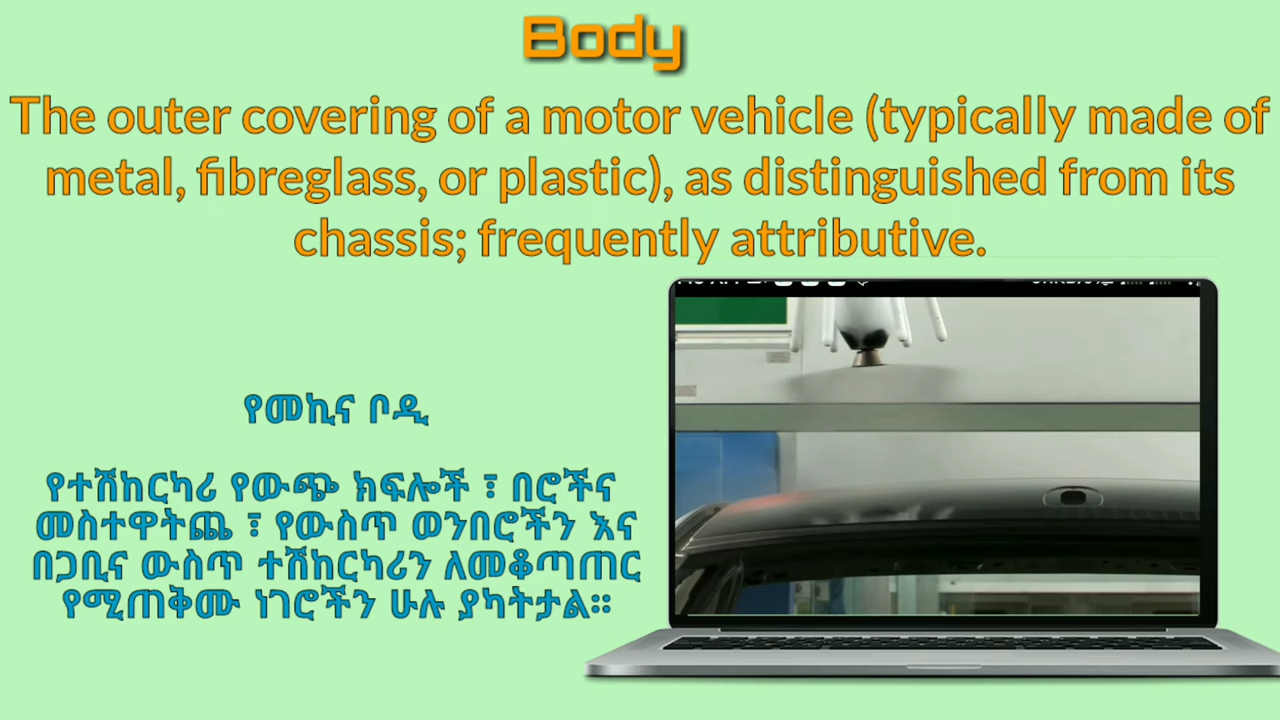 Body
The outer covering of a motor vehicle (typically made of
metal, fibreglass, or plastic), as distinguished from its
chassis; frequently attributive.
የመኪና ቦዲ
የተሽከርካሪ የውጭ ክፍሎች ፣ በሮችና
መስተዋትጨ ፣ የውስጥ ወንበሮችን እና
በጋቢና ውስጥ ተሽከርካሪን ለመቆጣጠር
የሚጠቅሙ ነገሮችን ሁሉ ያካትታል።